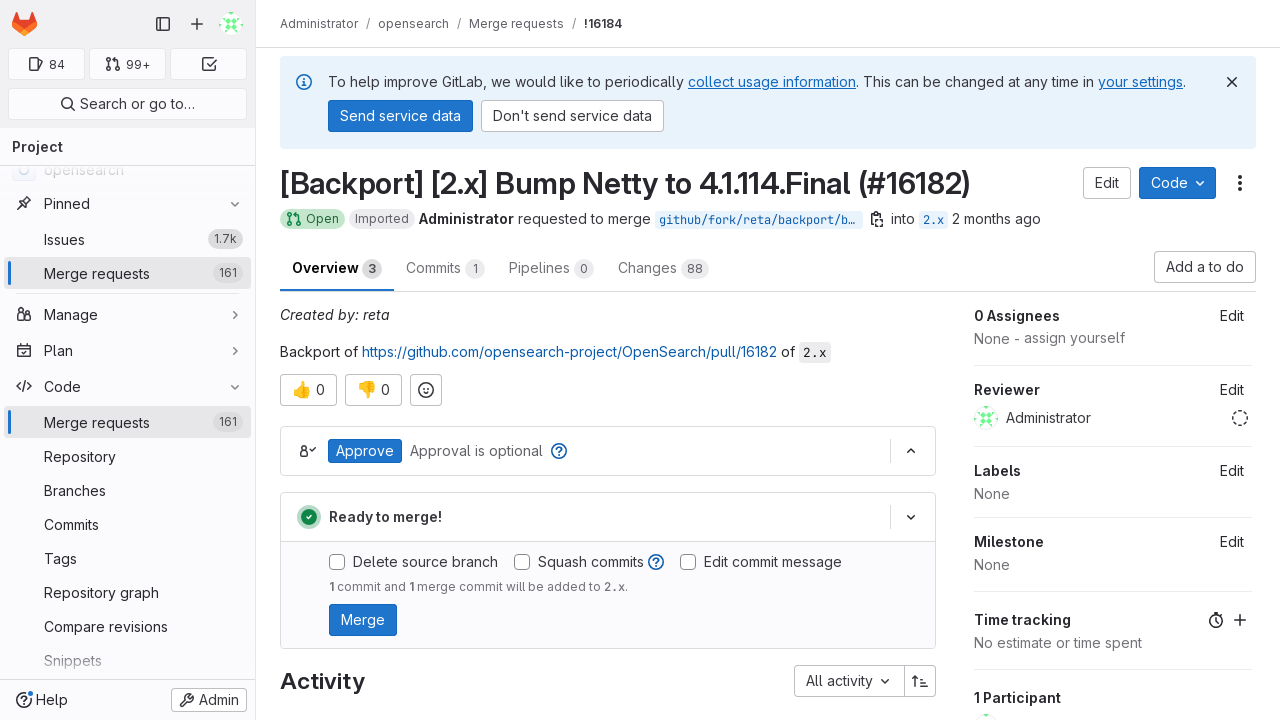 Administrator / opensearch / Merge requests / !16184
84
99+
Search or go to…
To help improve GitLab, we would like to periodically collect usage information. This can be changed at any time in your settings.
Send service data
Don't send service data
Project
opensearch
Pinned
Issues 1.7k
Merge requests 161
Manage
Plan
Code
Merge requests 161
Repository
Branches
Commits
Tags
Repository graph
Compare revisions
Snippets
Help
Admin
[Backport] [2.x] Bump Netty to 4.1.114.Final (#16182)
Edit
Code
Open Imported Administrator requested to merge github/fork/reta/backport/b… into 2.x 2 months ago
Overview 3
Commits 1
Pipelines 0
Changes 88
Add a to do
Created by: reta
Backport of https://github.com/opensearch-project/OpenSearch/pull/16182 of 2.x
👍 0
👎 0
Approve Approval is optional
Ready to merge!
Delete source branch
Squash commits
Edit commit message
1 commit and 1 merge commit will be added to 2.x.
Merge
Activity
All activity
0 Assignees Edit
None - assign yourself
Reviewer Edit
Administrator
Labels Edit
None
Milestone Edit
None
Time tracking
No estimate or time spent
1 Participant